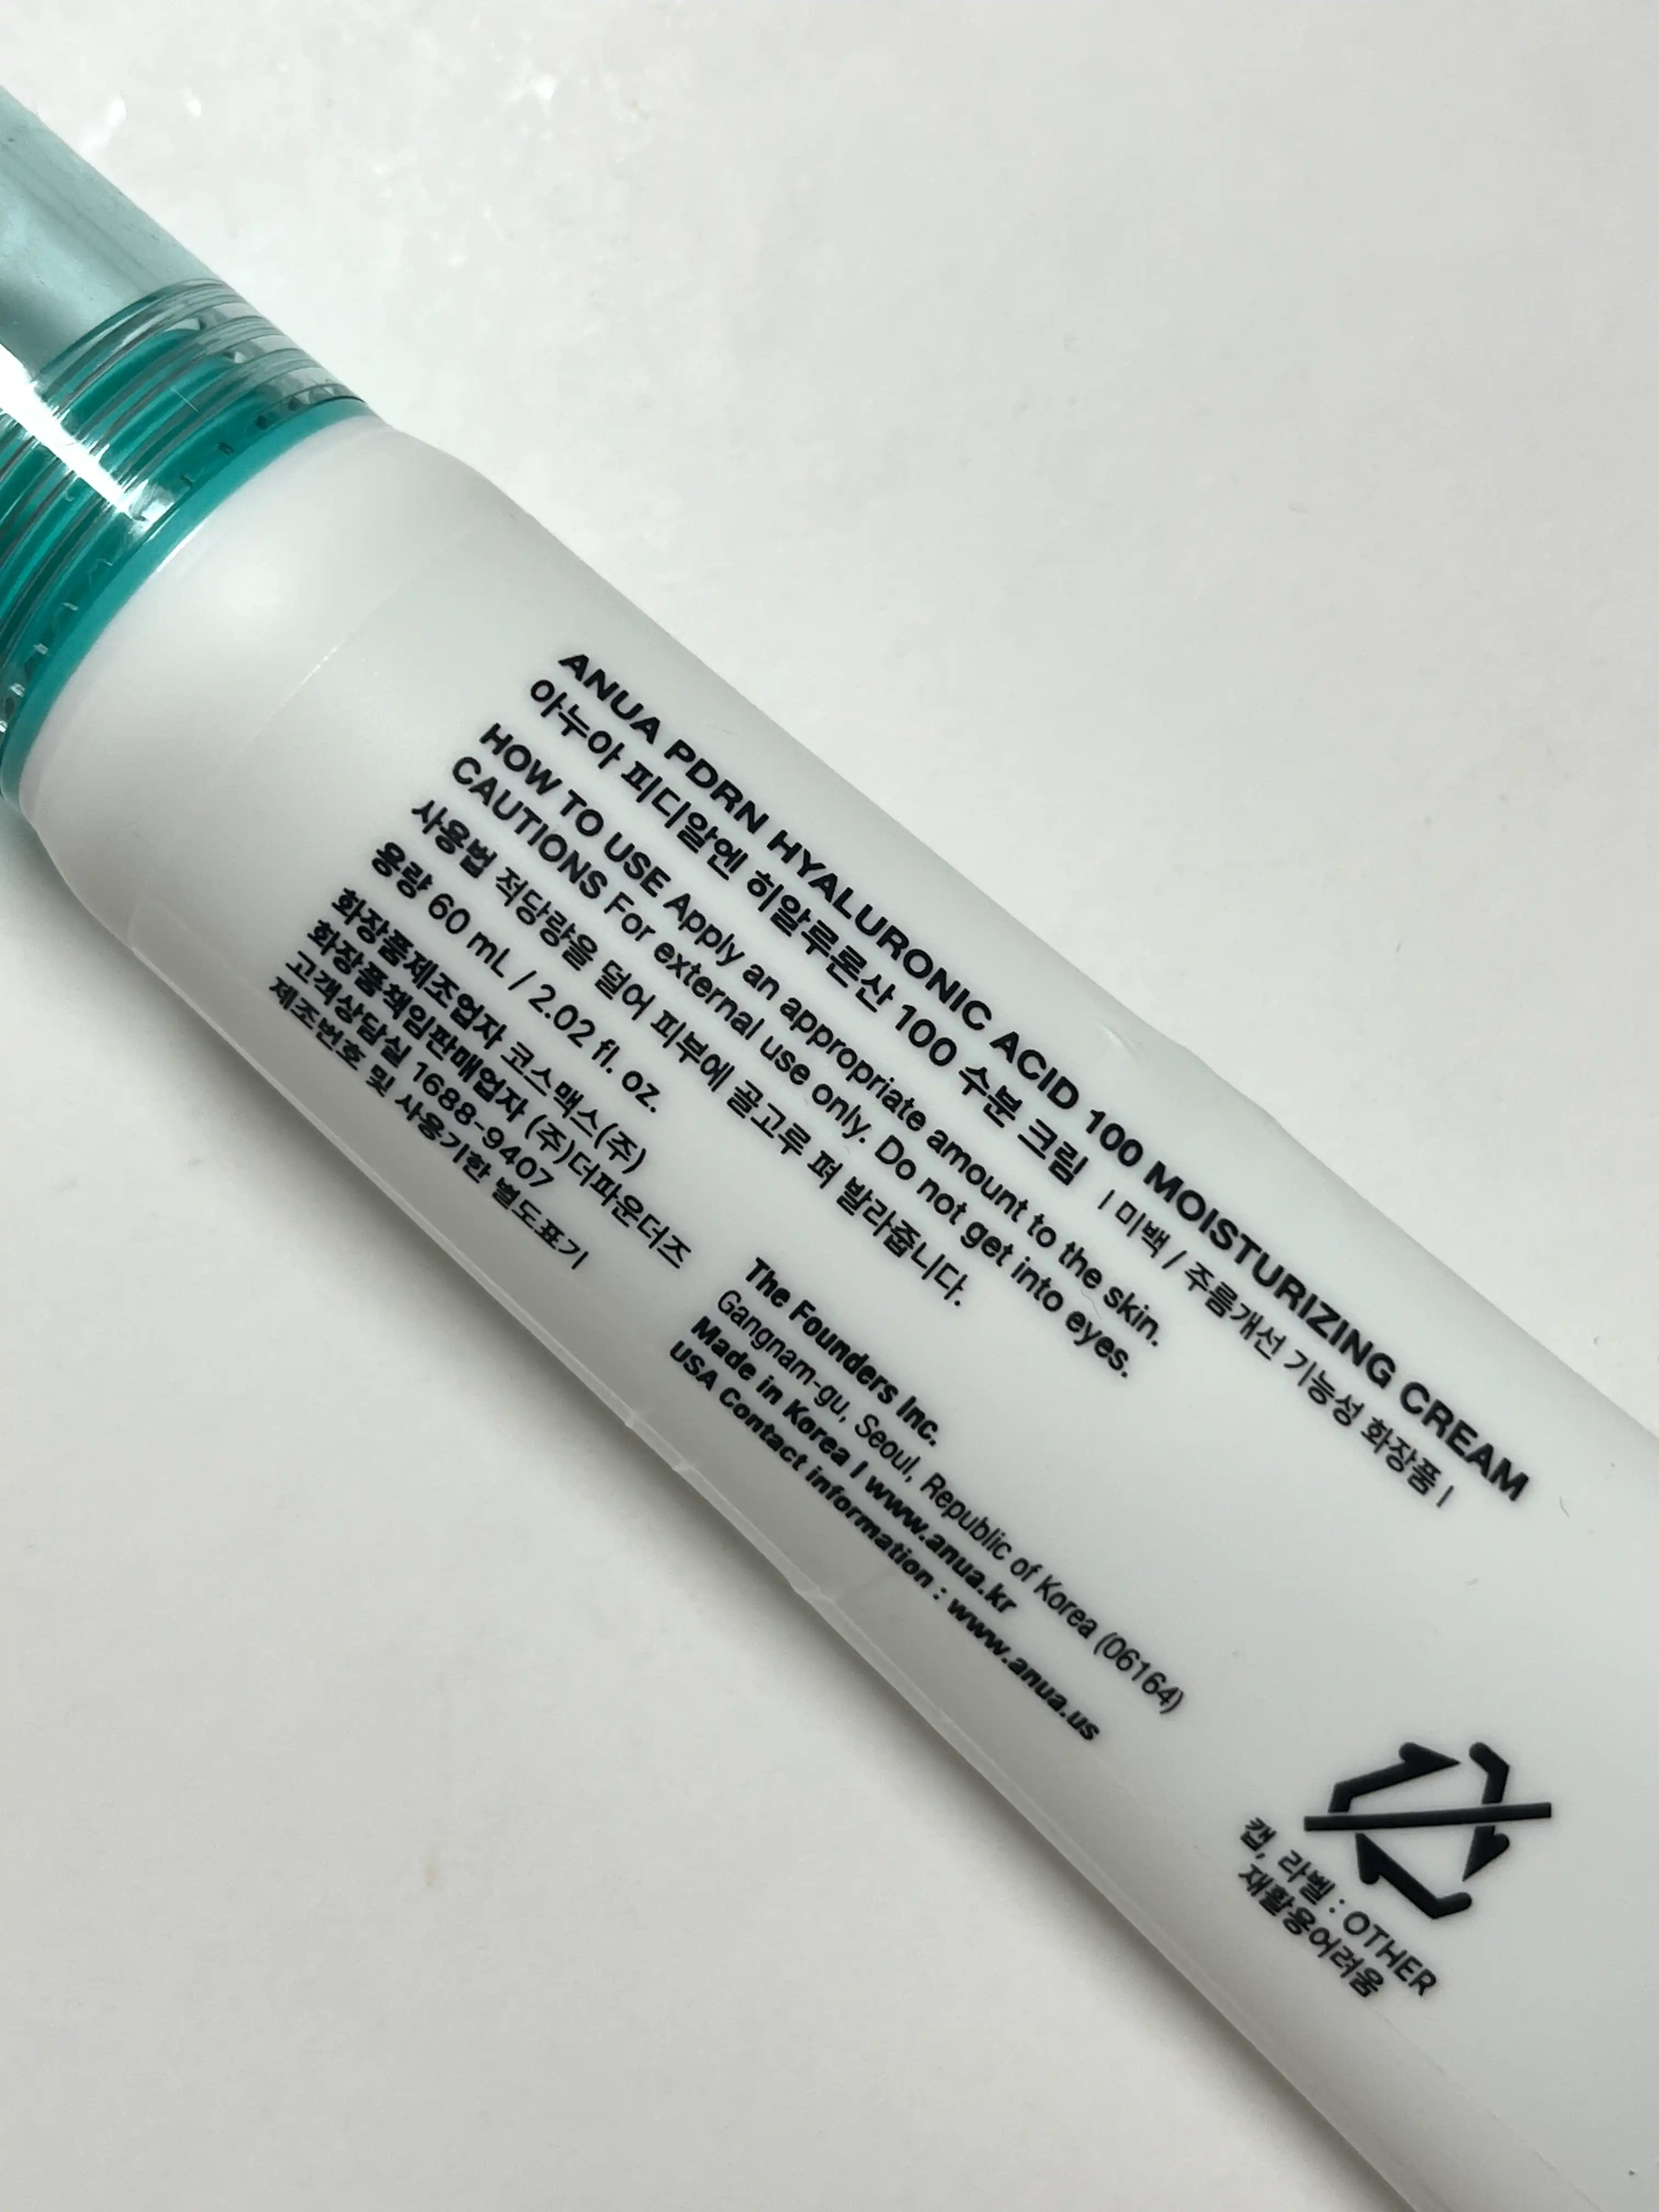 ANUA PDRN HYALURONIC ACID 100 MOISTURIZING CREAM
아누아 피디알엔 히알루론산 100 수분 크림 | 미백 / 주름개선 기능성 화장품 |
HOW TO USE Apply an appropriate amount to the skin.
CAUTIONS For external use only. Do not get into eyes.
사용법 적당량을 덜어 피부에 골고루 펴 발라줍니다.
용량 60 mL / 2.02 fl. oz.
화장품제조업자 코스맥스(주)
화장품책임판매업자 (주)더파운더즈
고객상담실 1688-9407
제조번호 및 사용기한 별도표기
The Founders Inc.
Gangnam-gu, Seoul, Republic of Korea (06164)
Made in Korea / www.anua.kr
USA Contact information : www.anua.us
캡, 라벨 : OTHER
재활용어려움